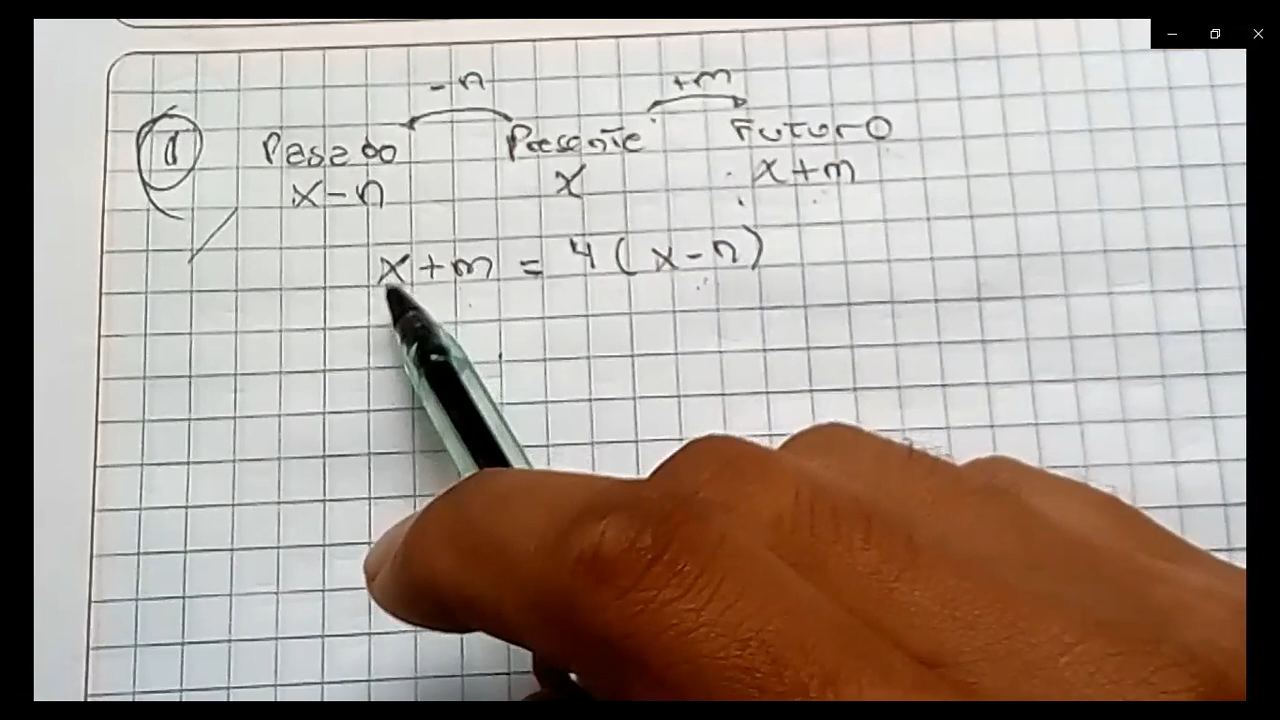 -n +m
1 Pasado Presente Futuro
x-n x x+m
x+m = 4(x-n)